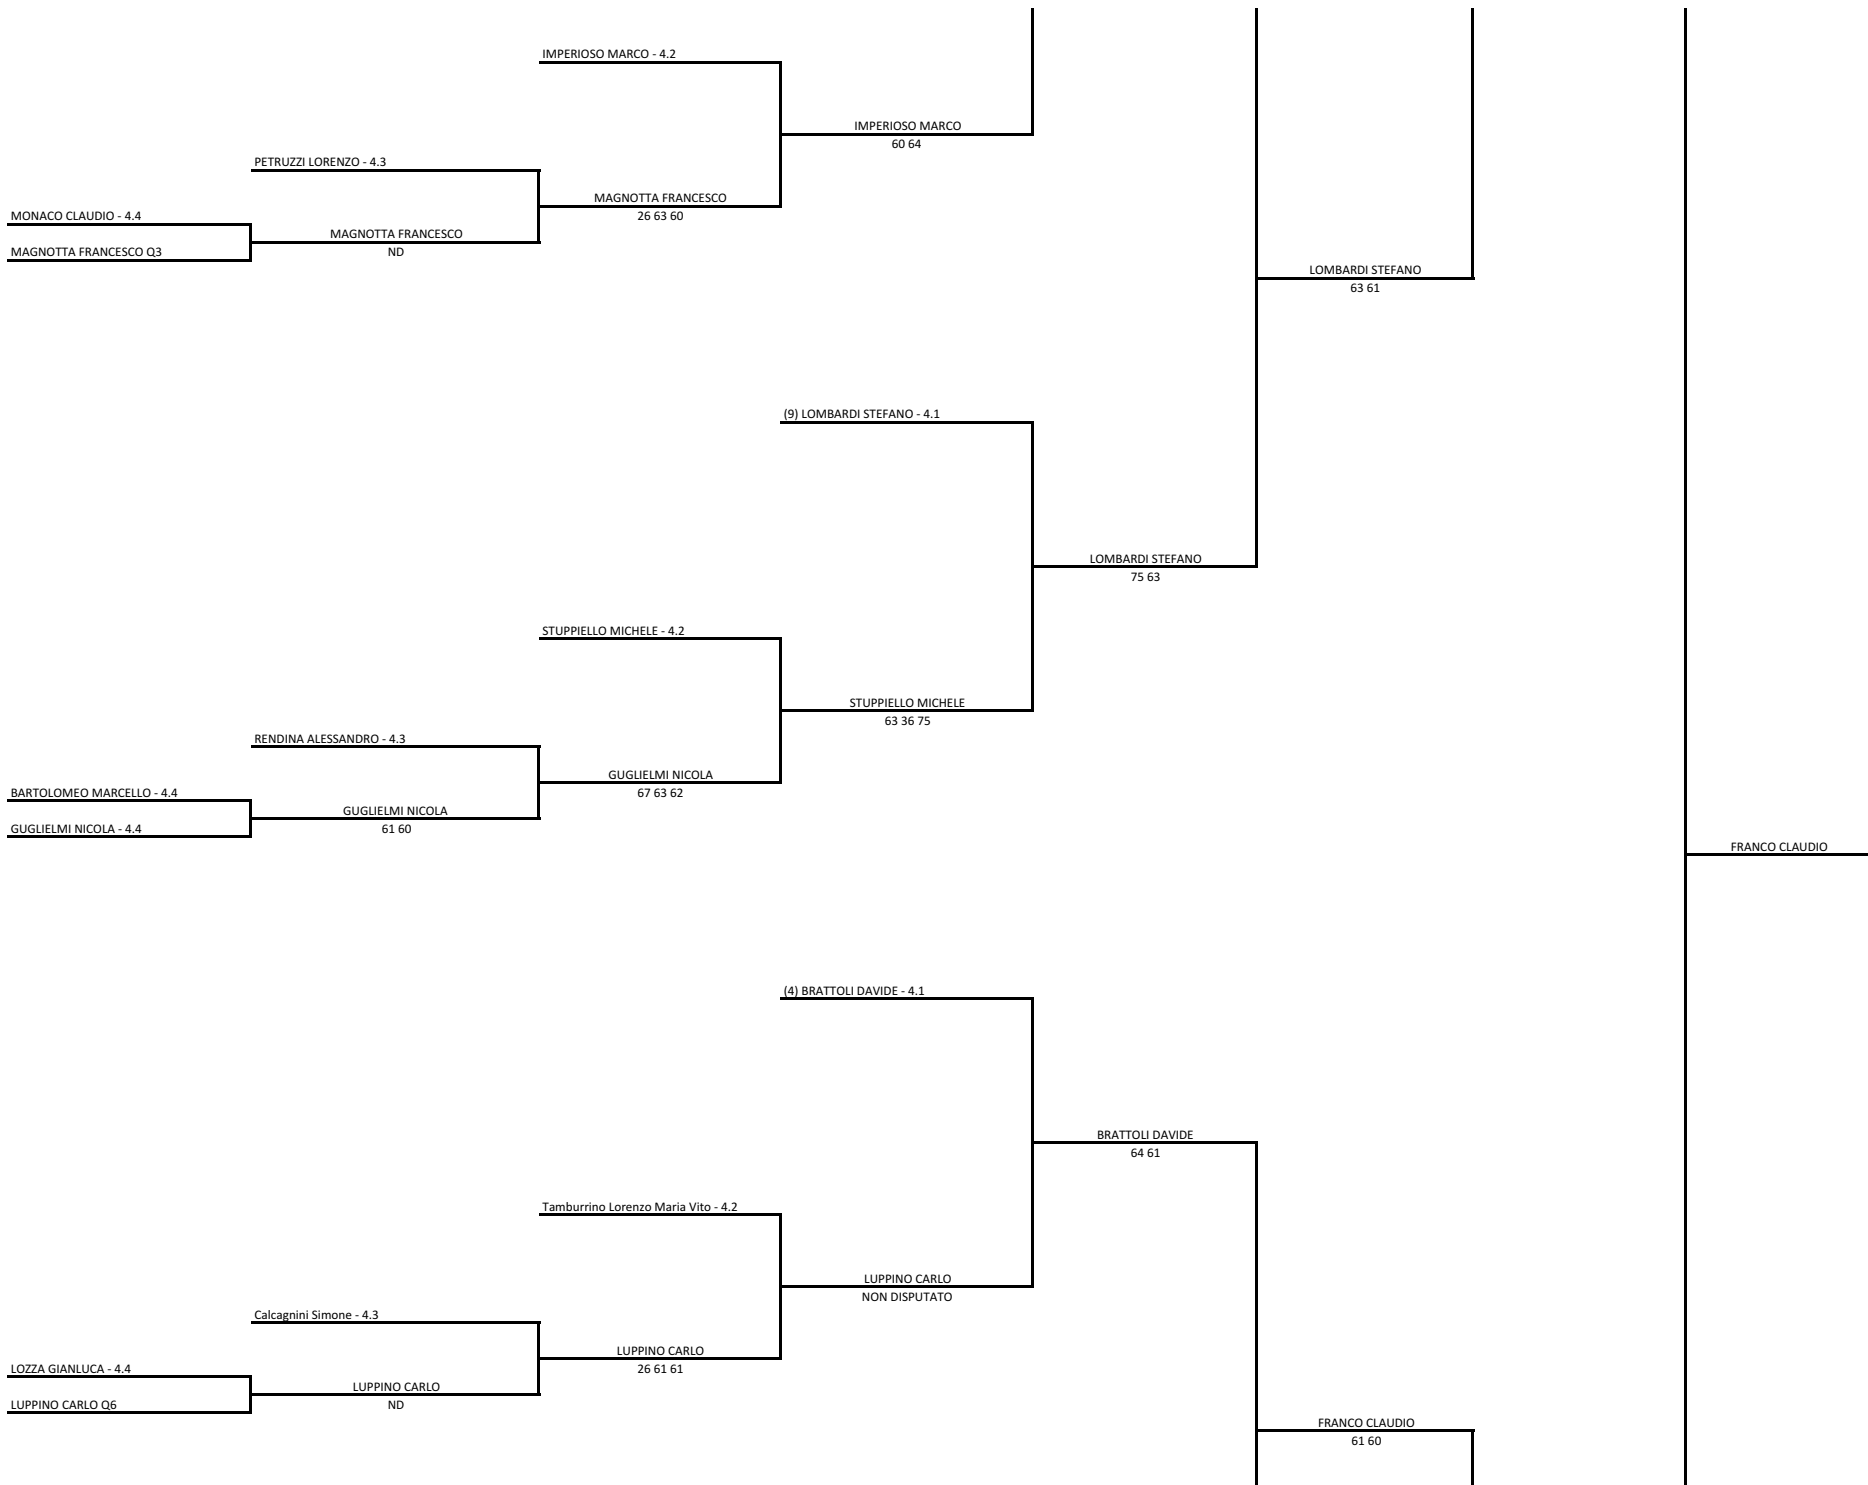 IMPERIOSO MARCO - 4.2
IMPERIOSO MARCO
60 64
PETRUZZI LORENZO - 4.3
MAGNOTTA FRANCESCO
26 63 60
MONACO CLAUDIO - 4.4
MAGNOTTA FRANCESCO
ND
MAGNOTTA FRANCESCO Q3
LOMBARDI STEFANO
63 61
(9) LOMBARDI STEFANO - 4.1
LOMBARDI STEFANO
75 63
STUPPIELLO MICHELE - 4.2
STUPPIELLO MICHELE
63 36 75
RENDINA ALESSANDRO - 4.3
GUGLIELMI NICOLA
67 63 62
BARTOLOMEO MARCELLO - 4.4
GUGLIELMI NICOLA
61 60
GUGLIELMI NICOLA - 4.4
FRANCO CLAUDIO
(4) BRATTOLI DAVIDE - 4.1
BRATTOLI DAVIDE
64 61
Tamburrino Lorenzo Maria Vito - 4.2
LUPPINO CARLO
NON DISPUTATO
Calcagnini Simone - 4.3
LUPPINO CARLO
26 61 61
LOZZA GIANLUCA - 4.4
LUPPINO CARLO
ND
LUPPINO CARLO Q6
FRANCO CLAUDIO
61 60